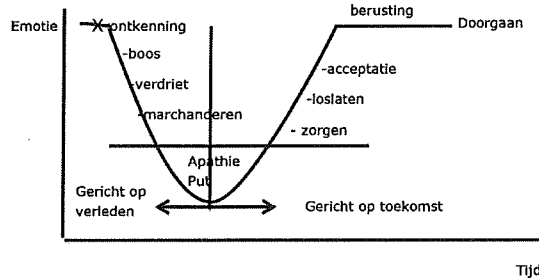 berusting
Emotie
X ontkenning
Doorgaan
-boos
-acceptatie
-verdriet
-loslaten
-marchanderen
- zorgen
Apathie
Put
Gericht op
verleden
Gericht op toekomst
Tijd